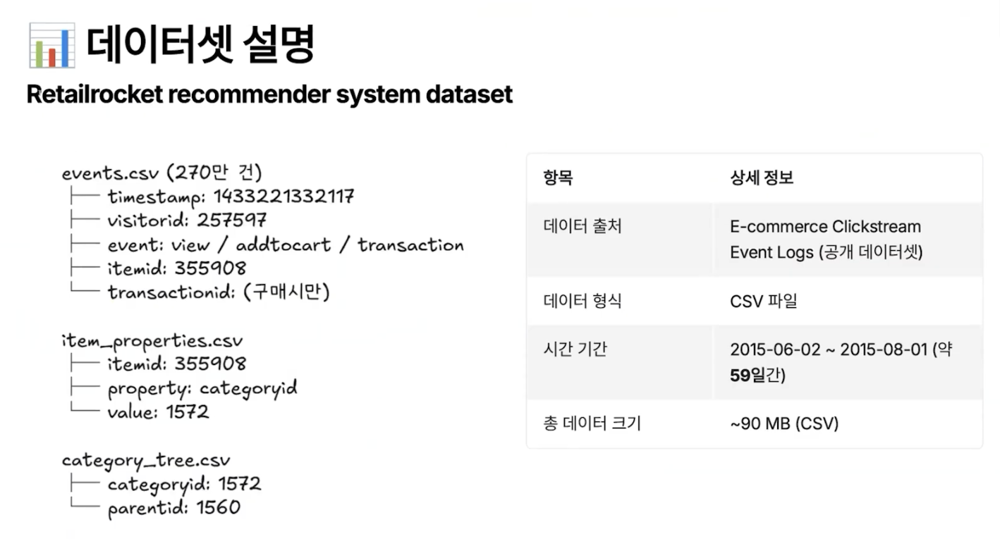 데이터셋 설명
Retailrocket recommender system dataset
events.csv (270만 건)
├── timestamp: 1433221332117
├── visitorid: 257597
├── event: view / addtocart / transaction
├── itemid: 355908
└── transactionid: (구매시만)
item_properties.csv
├── itemid: 355908
├── property: categoryid
└── value: 1572
category_tree.csv
├── categoryid: 1572
└── parentid: 1560
항목 상세 정보
데이터 출처 E-commerce Clickstream
Event Logs (공개 데이터셋)
데이터 형식 CSV 파일
시간 기간 2015-06-02 ~ 2015-08-01 (약
59일간)
총 데이터 크기 ~90 MB (CSV)